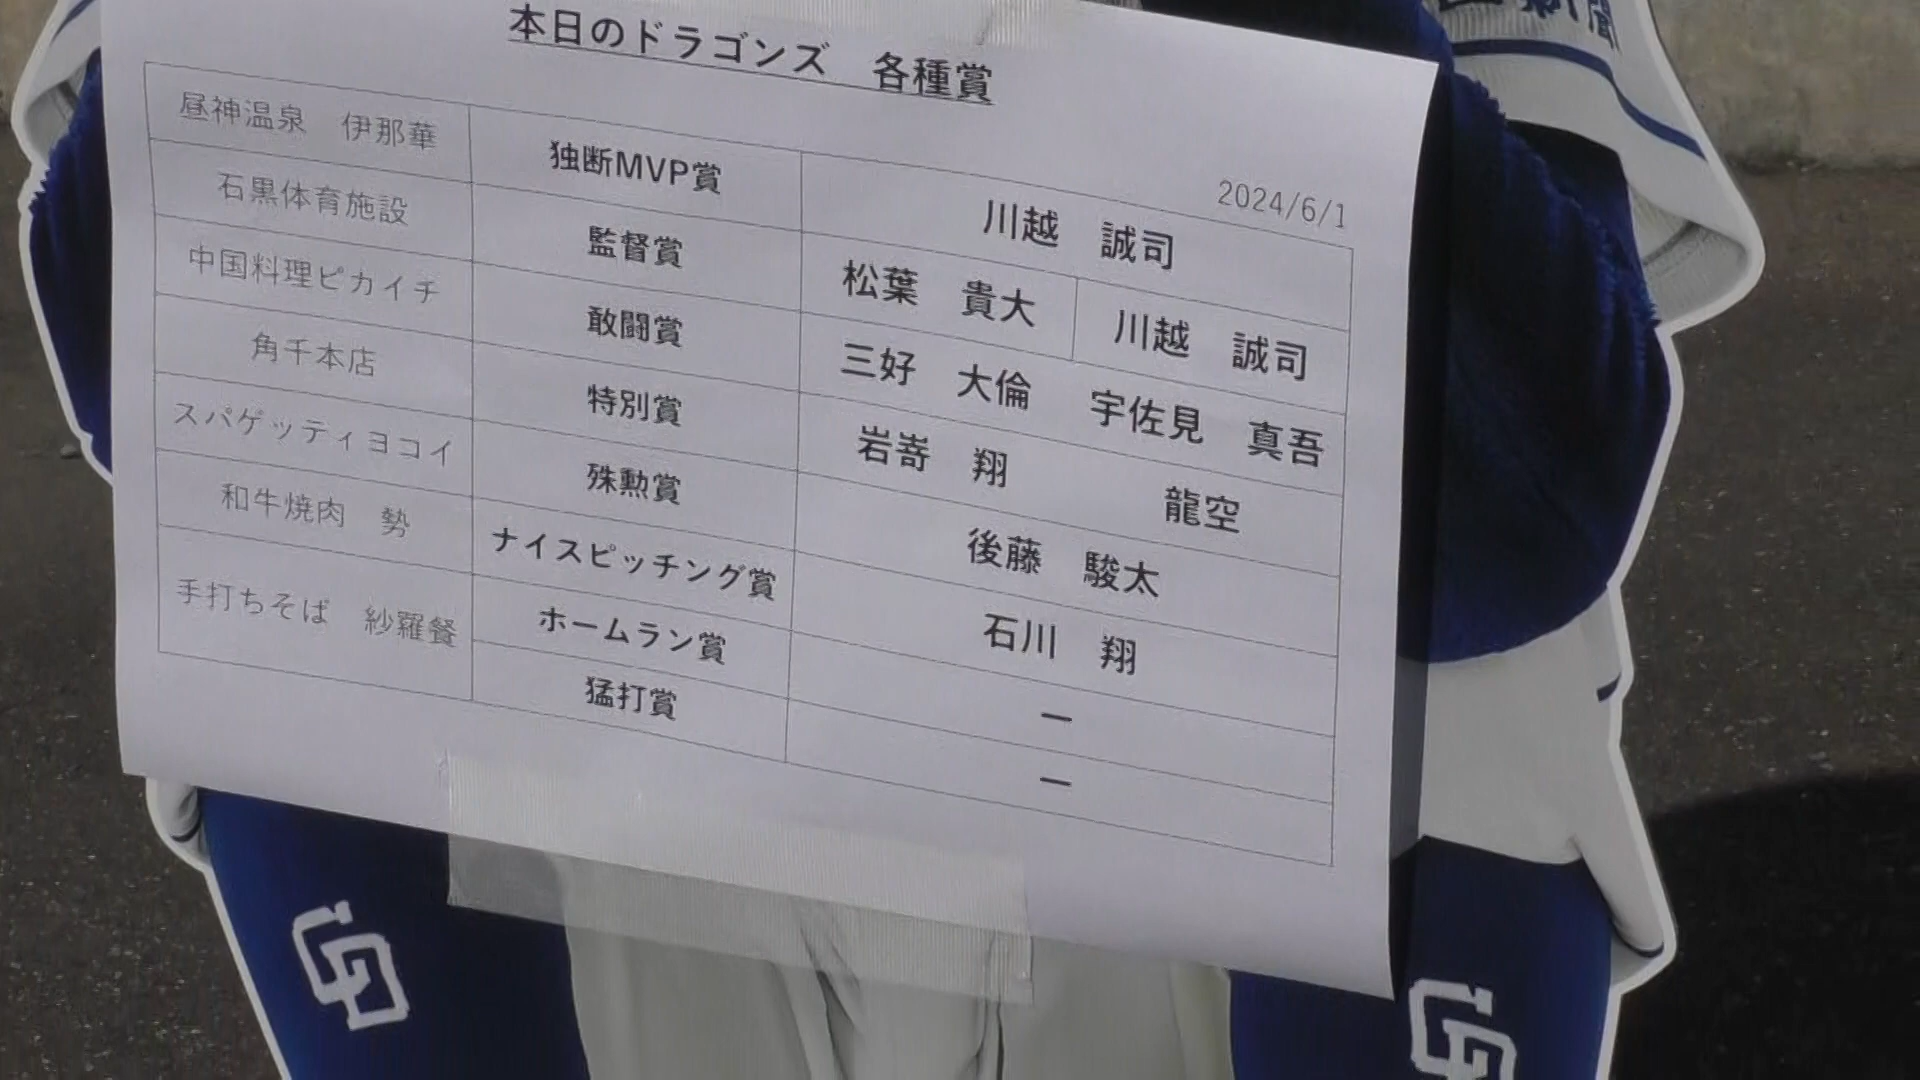 本日のドラゴンズ　各種賞
2024/6/1
昼神温泉　伊那華　独断MVP賞　川越　誠司
石黒体育施設　監督賞　松葉　貴大　川越　誠司
中国料理ピカイチ　敢闘賞　三好　大倫　宇佐見　真吾
角千本店　特別賞　岩嵜　翔　龍空
スパゲッティヨコイ　殊勲賞　後藤　駿太
和牛焼肉　勢　ナイスピッチング賞　石川　翔
手打ちそば　紗羅餐　ホームラン賞　ー
猛打賞　ー
CD
CD